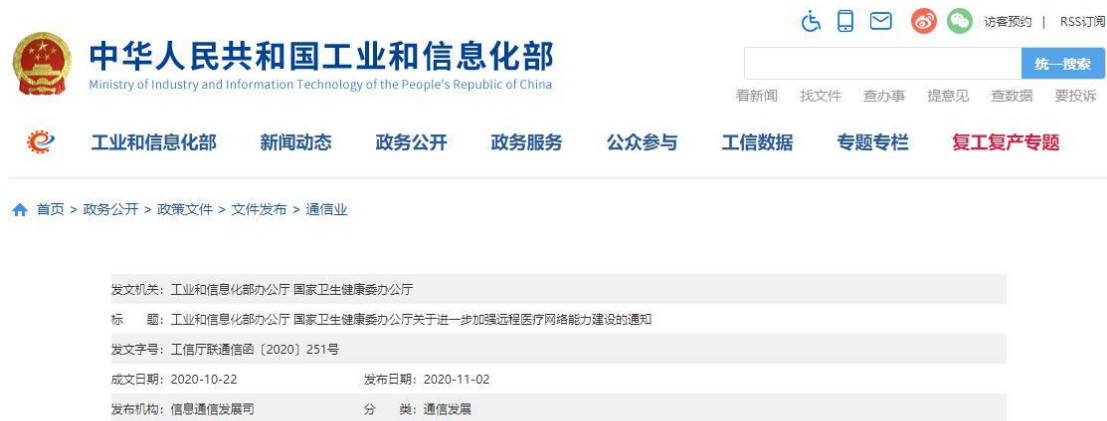 访客预约 | RSS订阅
中华人民共和国工业和信息化部
Ministry of Industry and Information Technology of the People's Republic of China
统一搜索
看新闻 找文件 查办事 提意见 查数据 要投诉
工业和信息化部 新闻动态 政务公开 政务服务 公众参与 工信数据 专题专栏 复工复产专题
首页 > 政务公开 > 政策文件 > 文件发布 > 通信业
发文机关：工业和信息化部办公厅 国家卫生健康委办公厅
标 题：工业和信息化部办公厅 国家卫生健康委办公厅关于进一步加强远程医疗网络能力建设的通知
发文字号：工信厅联通信函〔2020〕251号
成文日期：2020-10-22 发布日期：2020-11-02
发布机构：信息通信发展司 分 类：通信发展